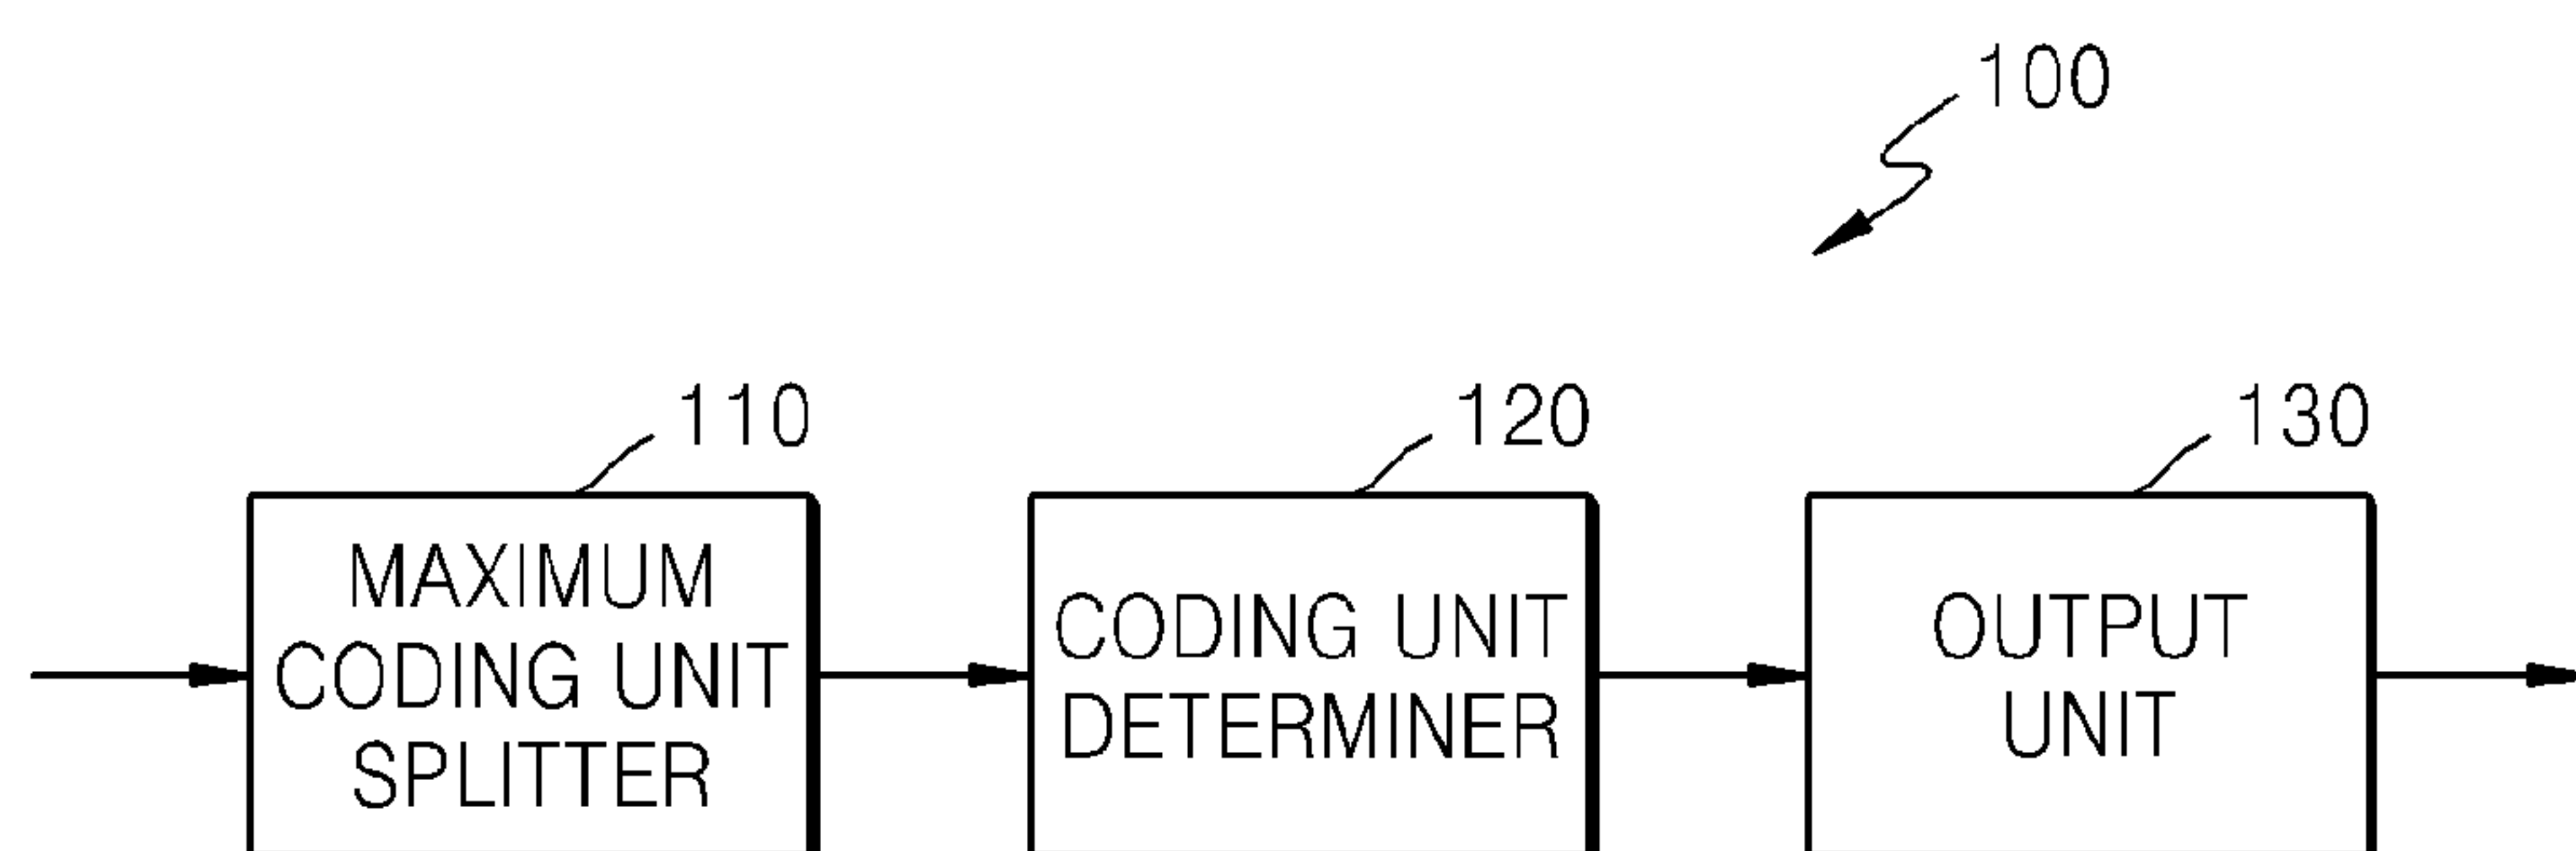 100
110
120
130
MAXIMUM
CODING UNIT
SPLITTER
CODING UNIT
DETERMINER
OUTPUT
UNIT